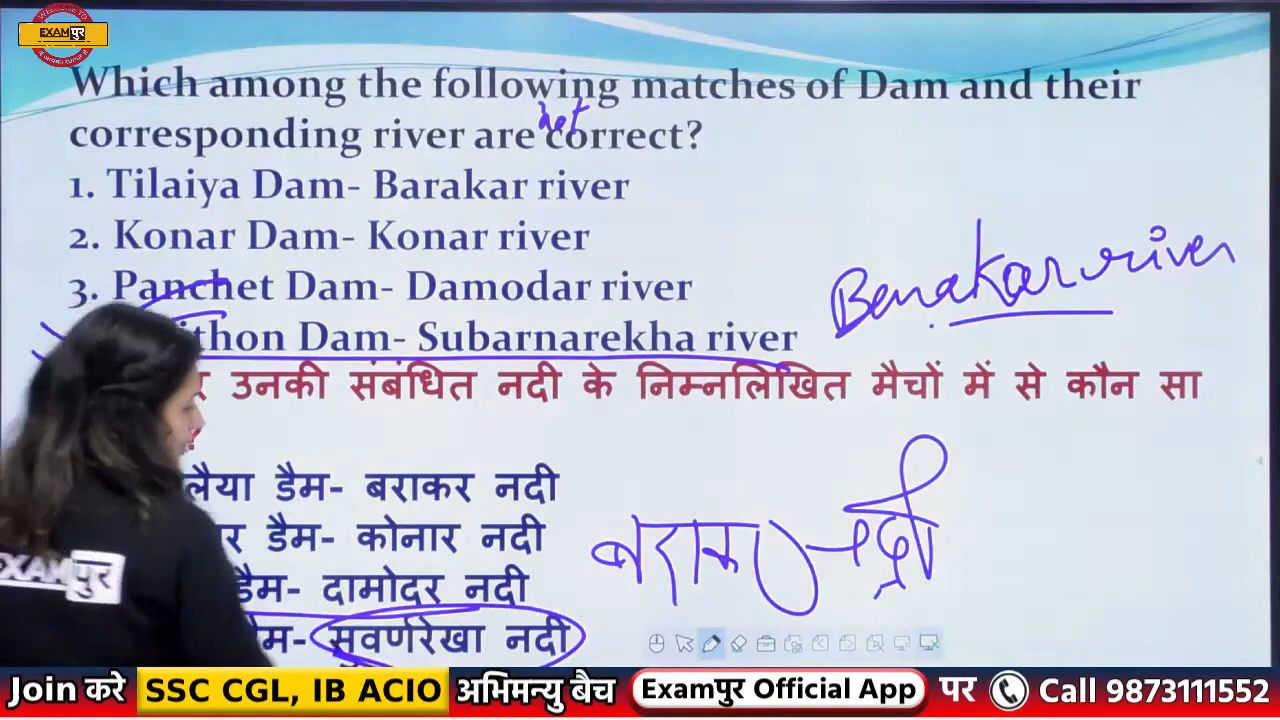 WELCOME TO
EXAMपुर
Which among the following matches of Dam and their
not
corresponding river are correct?
1. Tilaiya Dam- Barakar river
2. Konar Dam- Konar river
3. Panchet Dam- Damodar river
thon Dam- Subarnarekha river
Barakar river
उनकी संबंधित नदी के निम्नलिखित मैचों में से कौन सा
लैया डैम- बराकर नदी
र डैम- कोनार नदी
डैम- दामोदर नदी
म- सुवर्णरेखा नदी
बराकर नदी
EXAMपुर
Join करे SSC CGL, IB ACIO अभिमन्यु बैच Examपुर Official App पर Call 9873111552